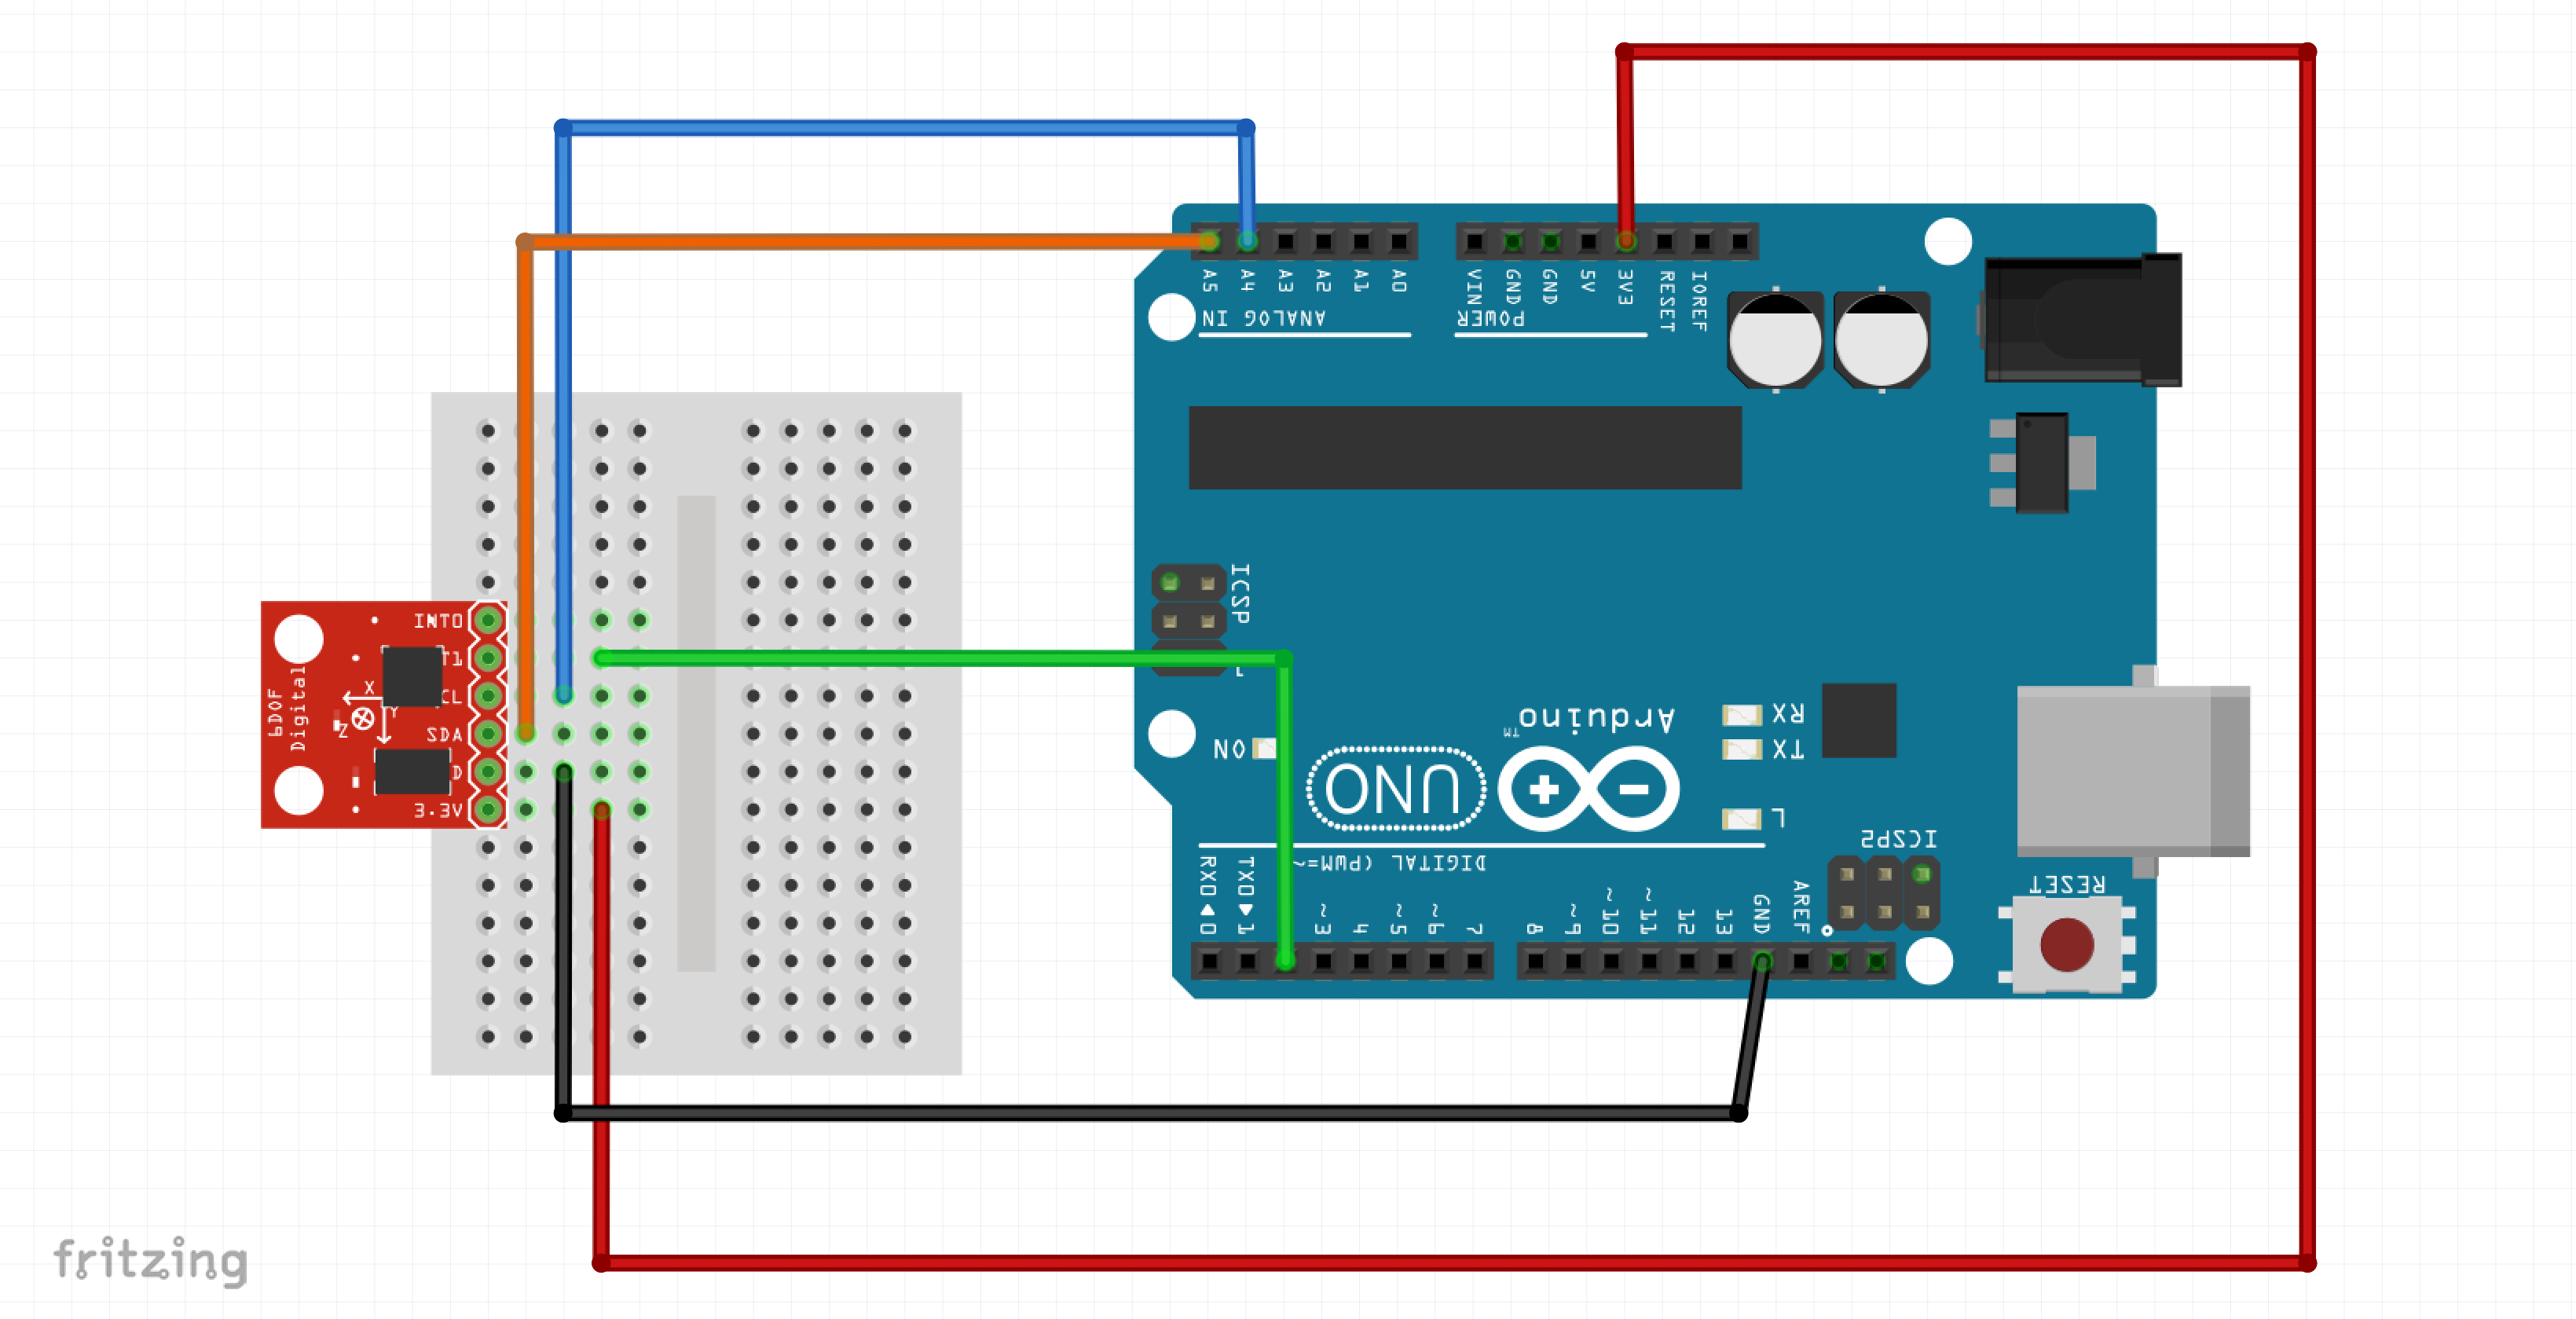 A5
A4
A3
A2
A1
A0
VIN
GND
GND
5V
3V3
RESET
IOREF
ANALOG IN
POWER
ICSP
INT0
T1
CL
SDA
D
3.3V
6DOF
Digital
X
Y
Z
ON
UNO
Arduino
TM
RX
TX
L
ICSP2
RESET
DIGITAL (PWM=~)
RX0
TX0
0
1
~3
4
~5
~6
7
8
~9
~10
~11
12
13
GND
AREF
fritzing